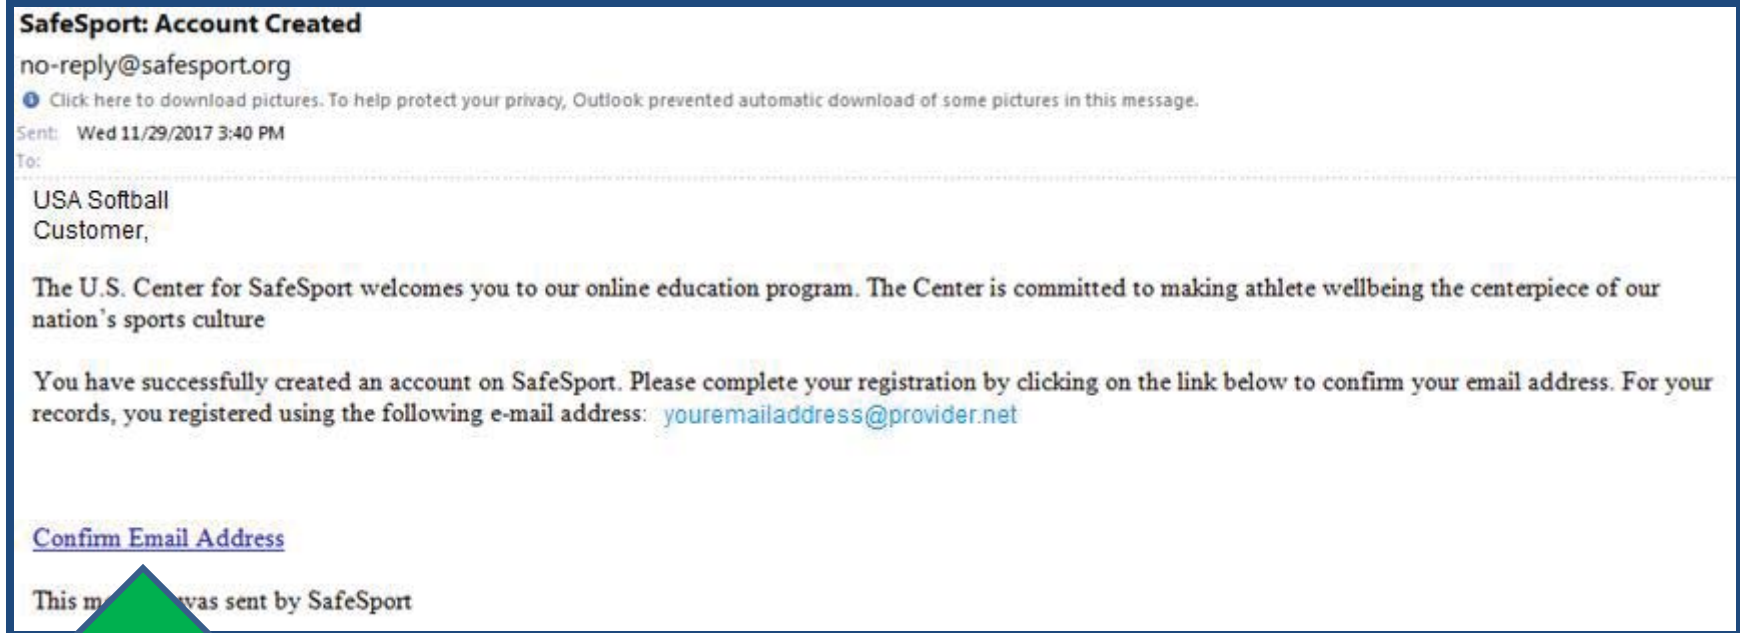 SafeSport: Account Created
no-reply@safesport.org
Click here to download pictures. To help protect your privacy, Outlook prevented automatic download of some pictures in this message.
Sent: Wed 11/29/2017 3:40 PM
To:
USA Softball
Customer,
The U.S. Center for SafeSport welcomes you to our online education program. The Center is committed to making athlete wellbeing the centerpiece of our
nation's sports culture
You have successfully created an account on SafeSport. Please complete your registration by clicking on the link below to confirm your email address. For your
records, you registered using the following e-mail address: youremailaddress@provider.net
Confirm Email Address
This was sent by SafeSport